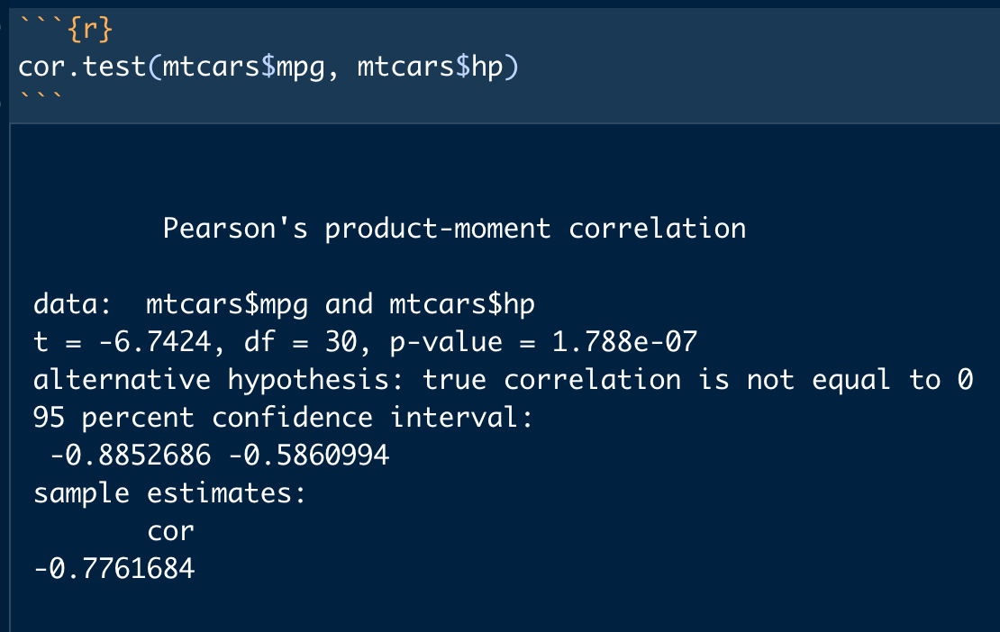 ```{r}
cor.test(mtcars$mpg, mtcars$hp)
```
Pearson's product-moment correlation
data:  mtcars$mpg and mtcars$hp
t = -6.7424, df = 30, p-value = 1.788e-07
alternative hypothesis: true correlation is not equal to 0
95 percent confidence interval:
 -0.8852686 -0.5860994
sample estimates:
       cor
-0.7761684